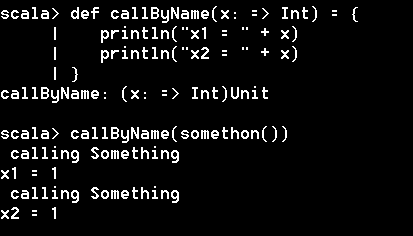 scala> def callByName(x: => Int) = {
     |     println("x1 = " + x)
     |     println("x2 = " + x)
     | }
callByName: (x: => Int)Unit

scala> callByName(somethon())
 calling Something
x1 = 1
 calling Something
x2 = 1